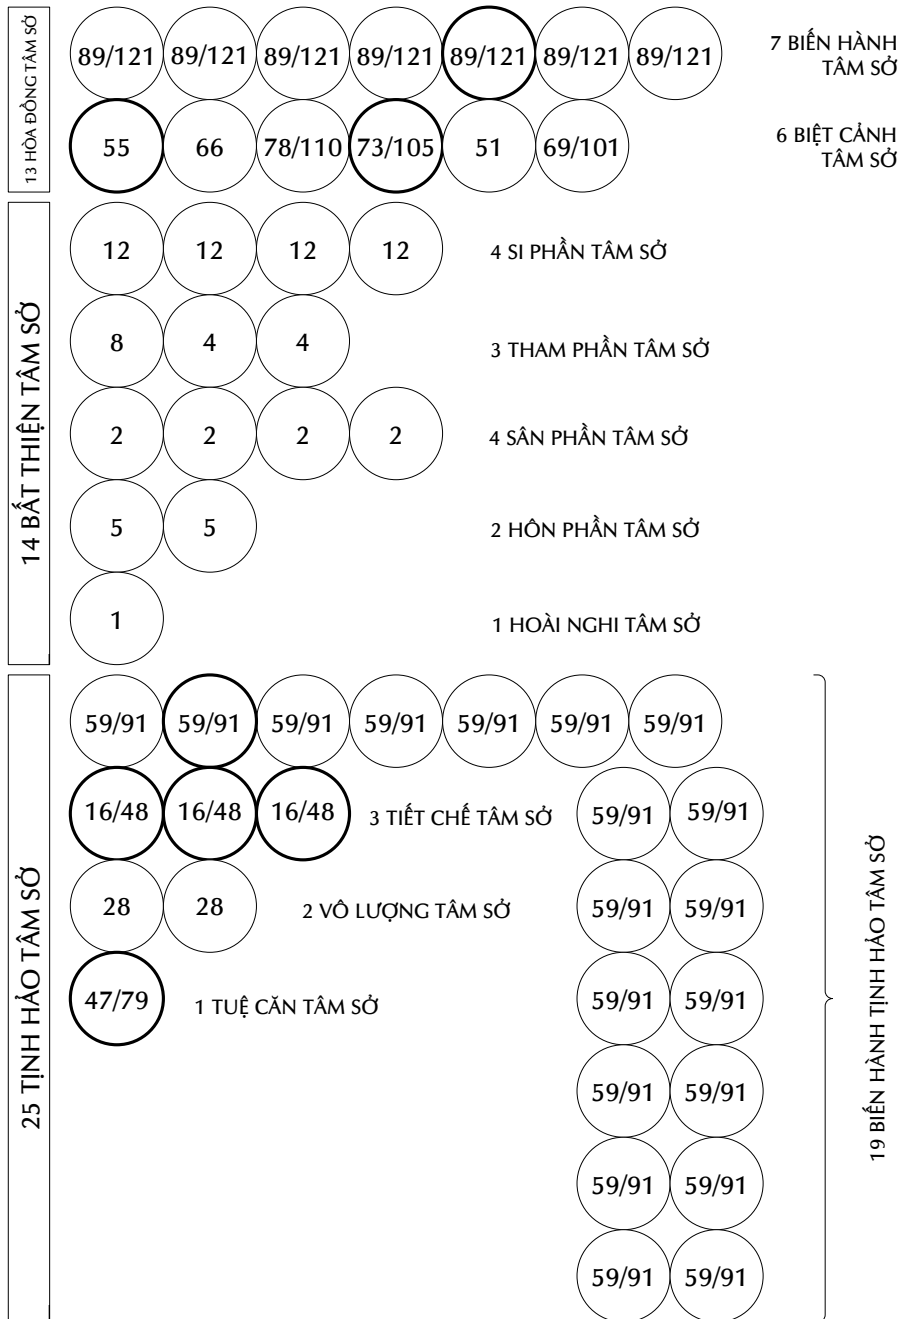 13 HÒA ĐỒNG TÂM SỞ
89/121 89/121 89/121 89/121 89/121 89/121 89/121
7 BIẾN HÀNH
TÂM SỞ
55 66 78/110 73/105 51 69/101
6 BIỆT CẢNH
TÂM SỞ
14 BẤT THIỆN TÂM SỞ
12 12 12 12 4 SI PHẦN TÂM SỞ
8 4 4 3 THAM PHẦN TÂM SỞ
2 2 2 2 4 SÂN PHẦN TÂM SỞ
5 5 2 HÔN PHẦN TÂM SỞ
1 1 HOÀI NGHI TÂM SỞ
25 TỊNH HẢO TÂM SỞ
59/91 59/91 59/91 59/91 59/91 59/91 59/91
16/48 16/48 16/48 3 TIẾT CHẾ TÂM SỞ 59/91 59/91
28 28 2 VÔ LƯỢNG TÂM SỞ 59/91 59/91
47/79 1 TUỆ CĂN TÂM SỞ 59/91 59/91
59/91 59/91
59/91 59/91
59/91 59/91
19 BIẾN HÀNH TỊNH HẢO TÂM SỞ